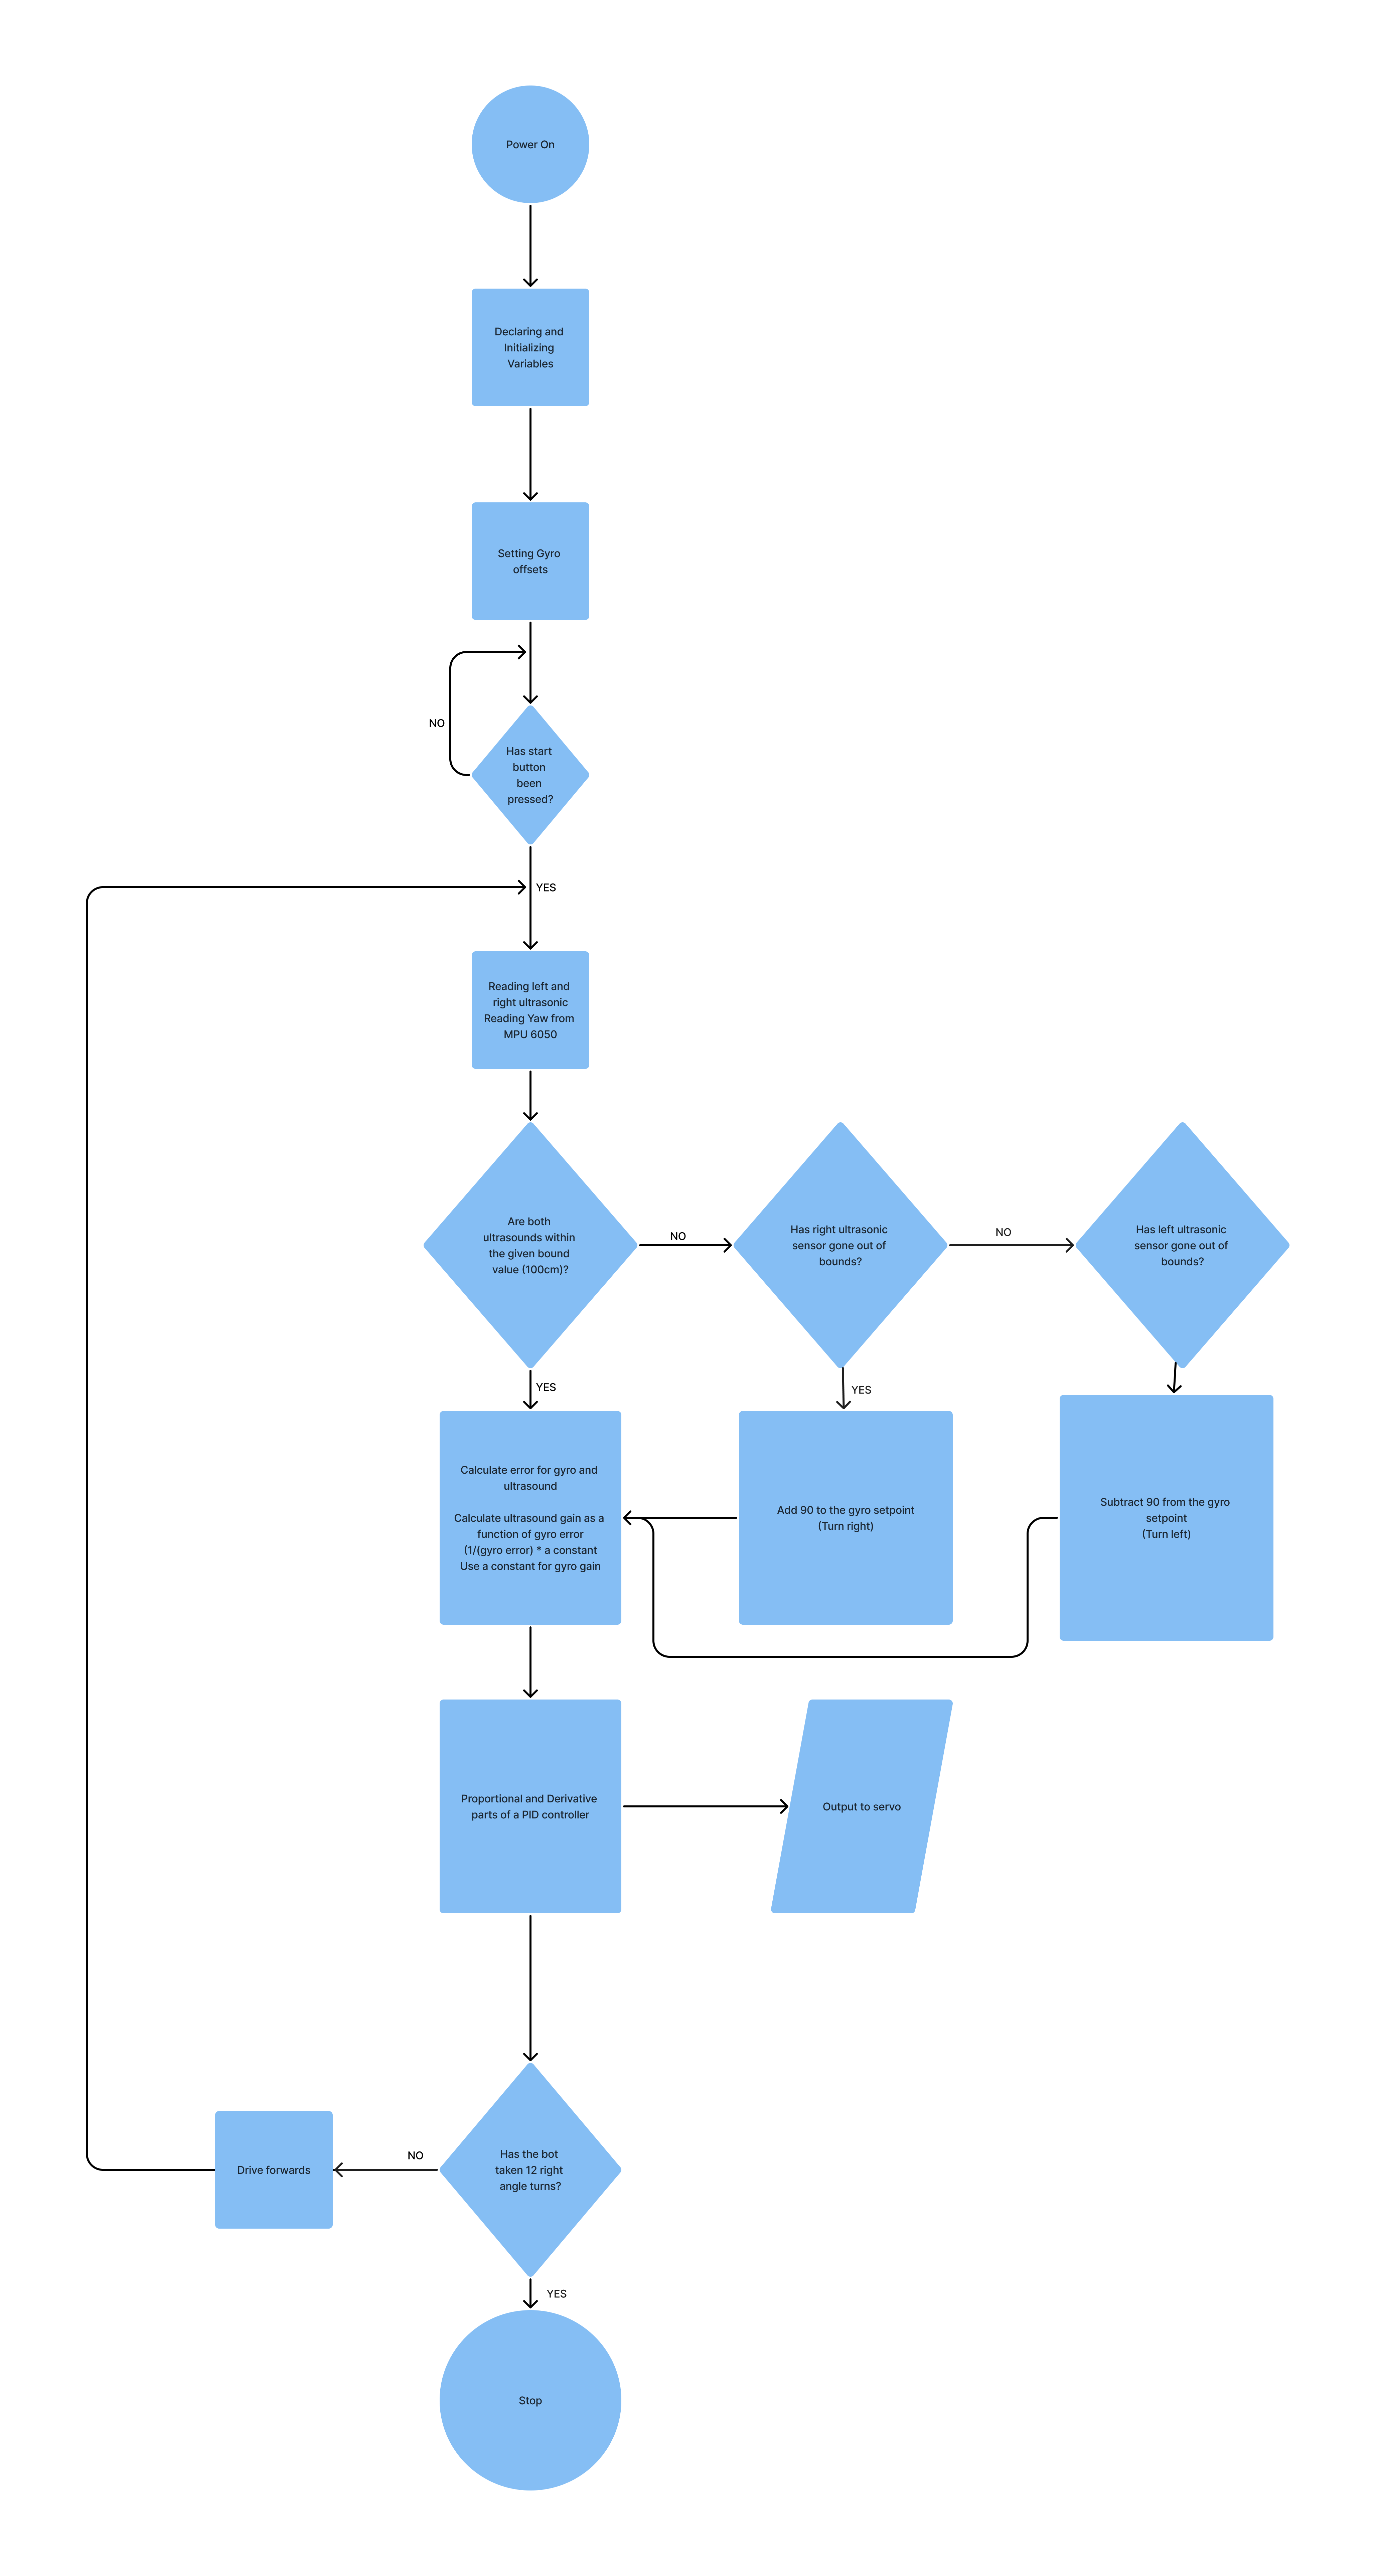 Power On
Declaring and
Initializing
Variables
Setting Gyro
offsets
NO
Has start
button
been
pressed?
YES
Reading left and
right ultrasonic
Reading Yaw from
MPU 6050
Are both
ultrasounds within
the given bound
value (100cm)?
NO
Has right ultrasonic
sensor gone out of
bounds?
NO
Has left ultrasonic
sensor gone out of
bounds?
YES
YES
Calculate error for gyro and
ultrasound
Calculate ultrasound gain as a
function of gyro error
(1/(gyro error) * a constant
Use a constant for gyro gain
Add 90 to the gyro setpoint
(Turn right)
Subtract 90 from the gyro
setpoint
(Turn left)
Proportional and Derivative
parts of a PID controller
Output to servo
Has the bot
taken 12 right
angle turns?
NO
Drive forwards
YES
Stop